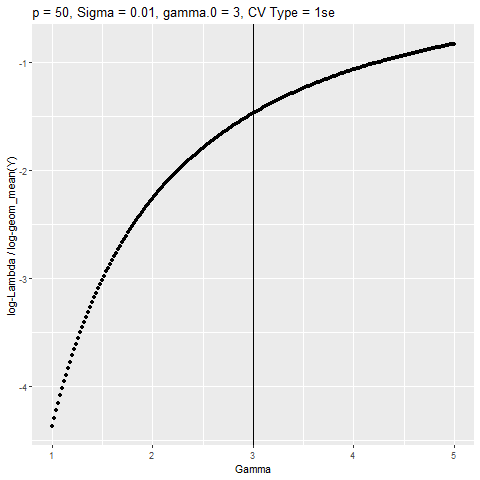 p = 50, Sigma = 0.01, gamma.0 = 3, CV Type = 1se
log-Lambda / log-geom_mean(Y)
-1
-2
-3
-4
1 2 3 4 5
Gamma